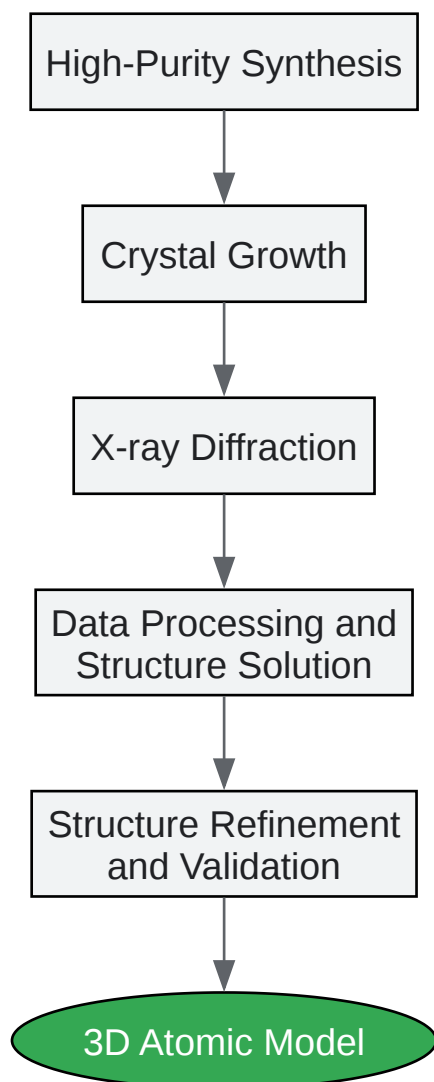 High-Purity Synthesis
Crystal Growth
X-ray Diffraction
Data Processing and
Structure Solution
Structure Refinement
and Validation
3D Atomic Model